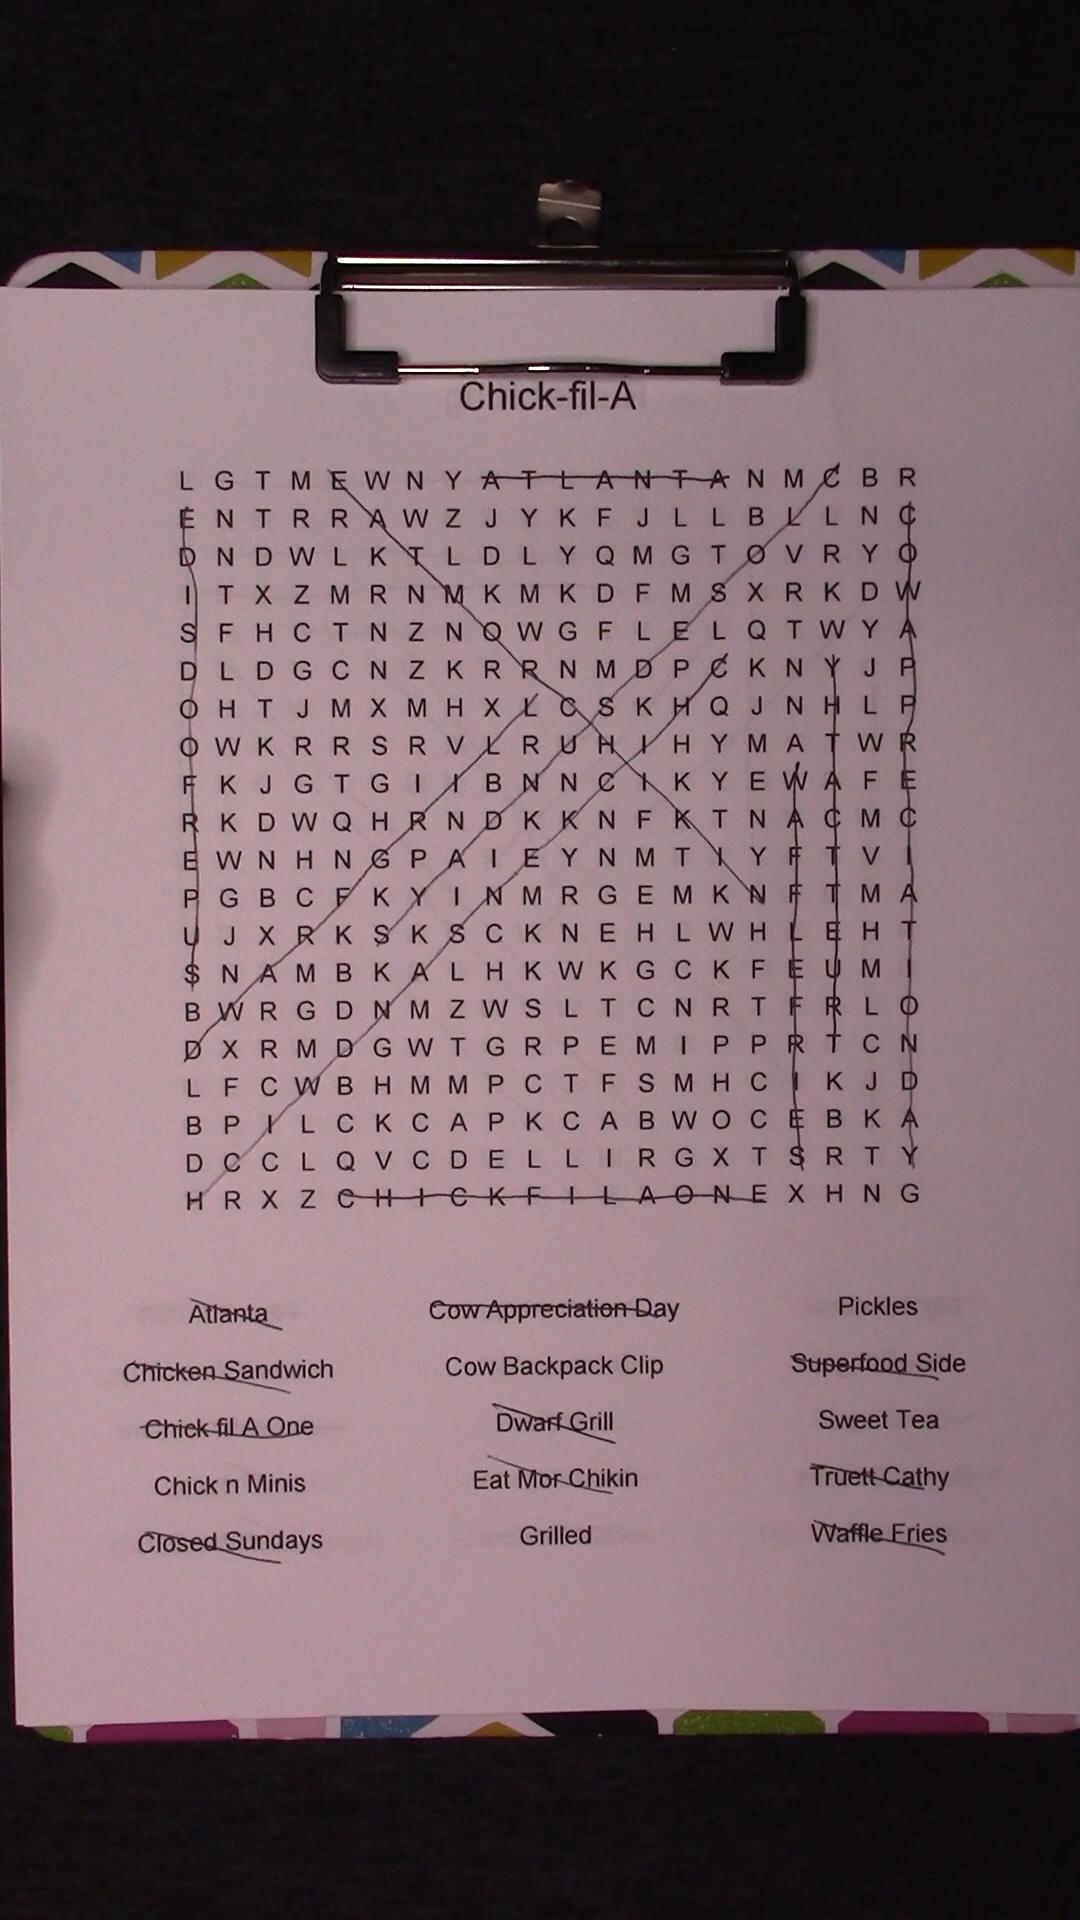 Chick-fil-A
L G T M E W N Y A T L A N T A N M C B R
E N T R R A W Z J Y K F J L L B L L N C
D N D W L K T L D L Y Q M G T O V R Y O
I T X Z M R N M K M K D F M S X R K D W
S F H C T N Z N O W G F L E L Q T W Y A
D L D G C N Z K R R N M D P C K N Y J P
O H T J M X M H X L C S K H Q J N H L P
O W K R R S R V L R U H I H Y M A T W R
F K J G T G I I B N N C I K Y E W A F E
R K D W Q H R N D K K N F K T N A C M C
E W N H N G P A I E Y N M T I Y F T V I
P G B C F K Y I N M R G E M K N F T M A
U J X R K S K S C K N E H L W H L E H T
S N A M B K A L H K W K G C K F E U M I
B W R G D N M Z W S L T C N R T F R L O
D X R M D G W T G R P E M I P P R T C N
L F C W B H M M P C T F S M H C I K J D
B P I L C K C A P K C A B W O C E B K A
D C C L Q V C D E L L I R G X T S R T Y
H R X Z C H I C K F I L A O N E X H N G
Atlanta Cow Appreciation Day Pickles
Chicken Sandwich Cow Backpack Clip Superfood Side
Chick fil A One Dwarf Grill Sweet Tea
Chick n Minis Eat Mor Chikin Truett Cathy
Closed Sundays Grilled Waffle Fries